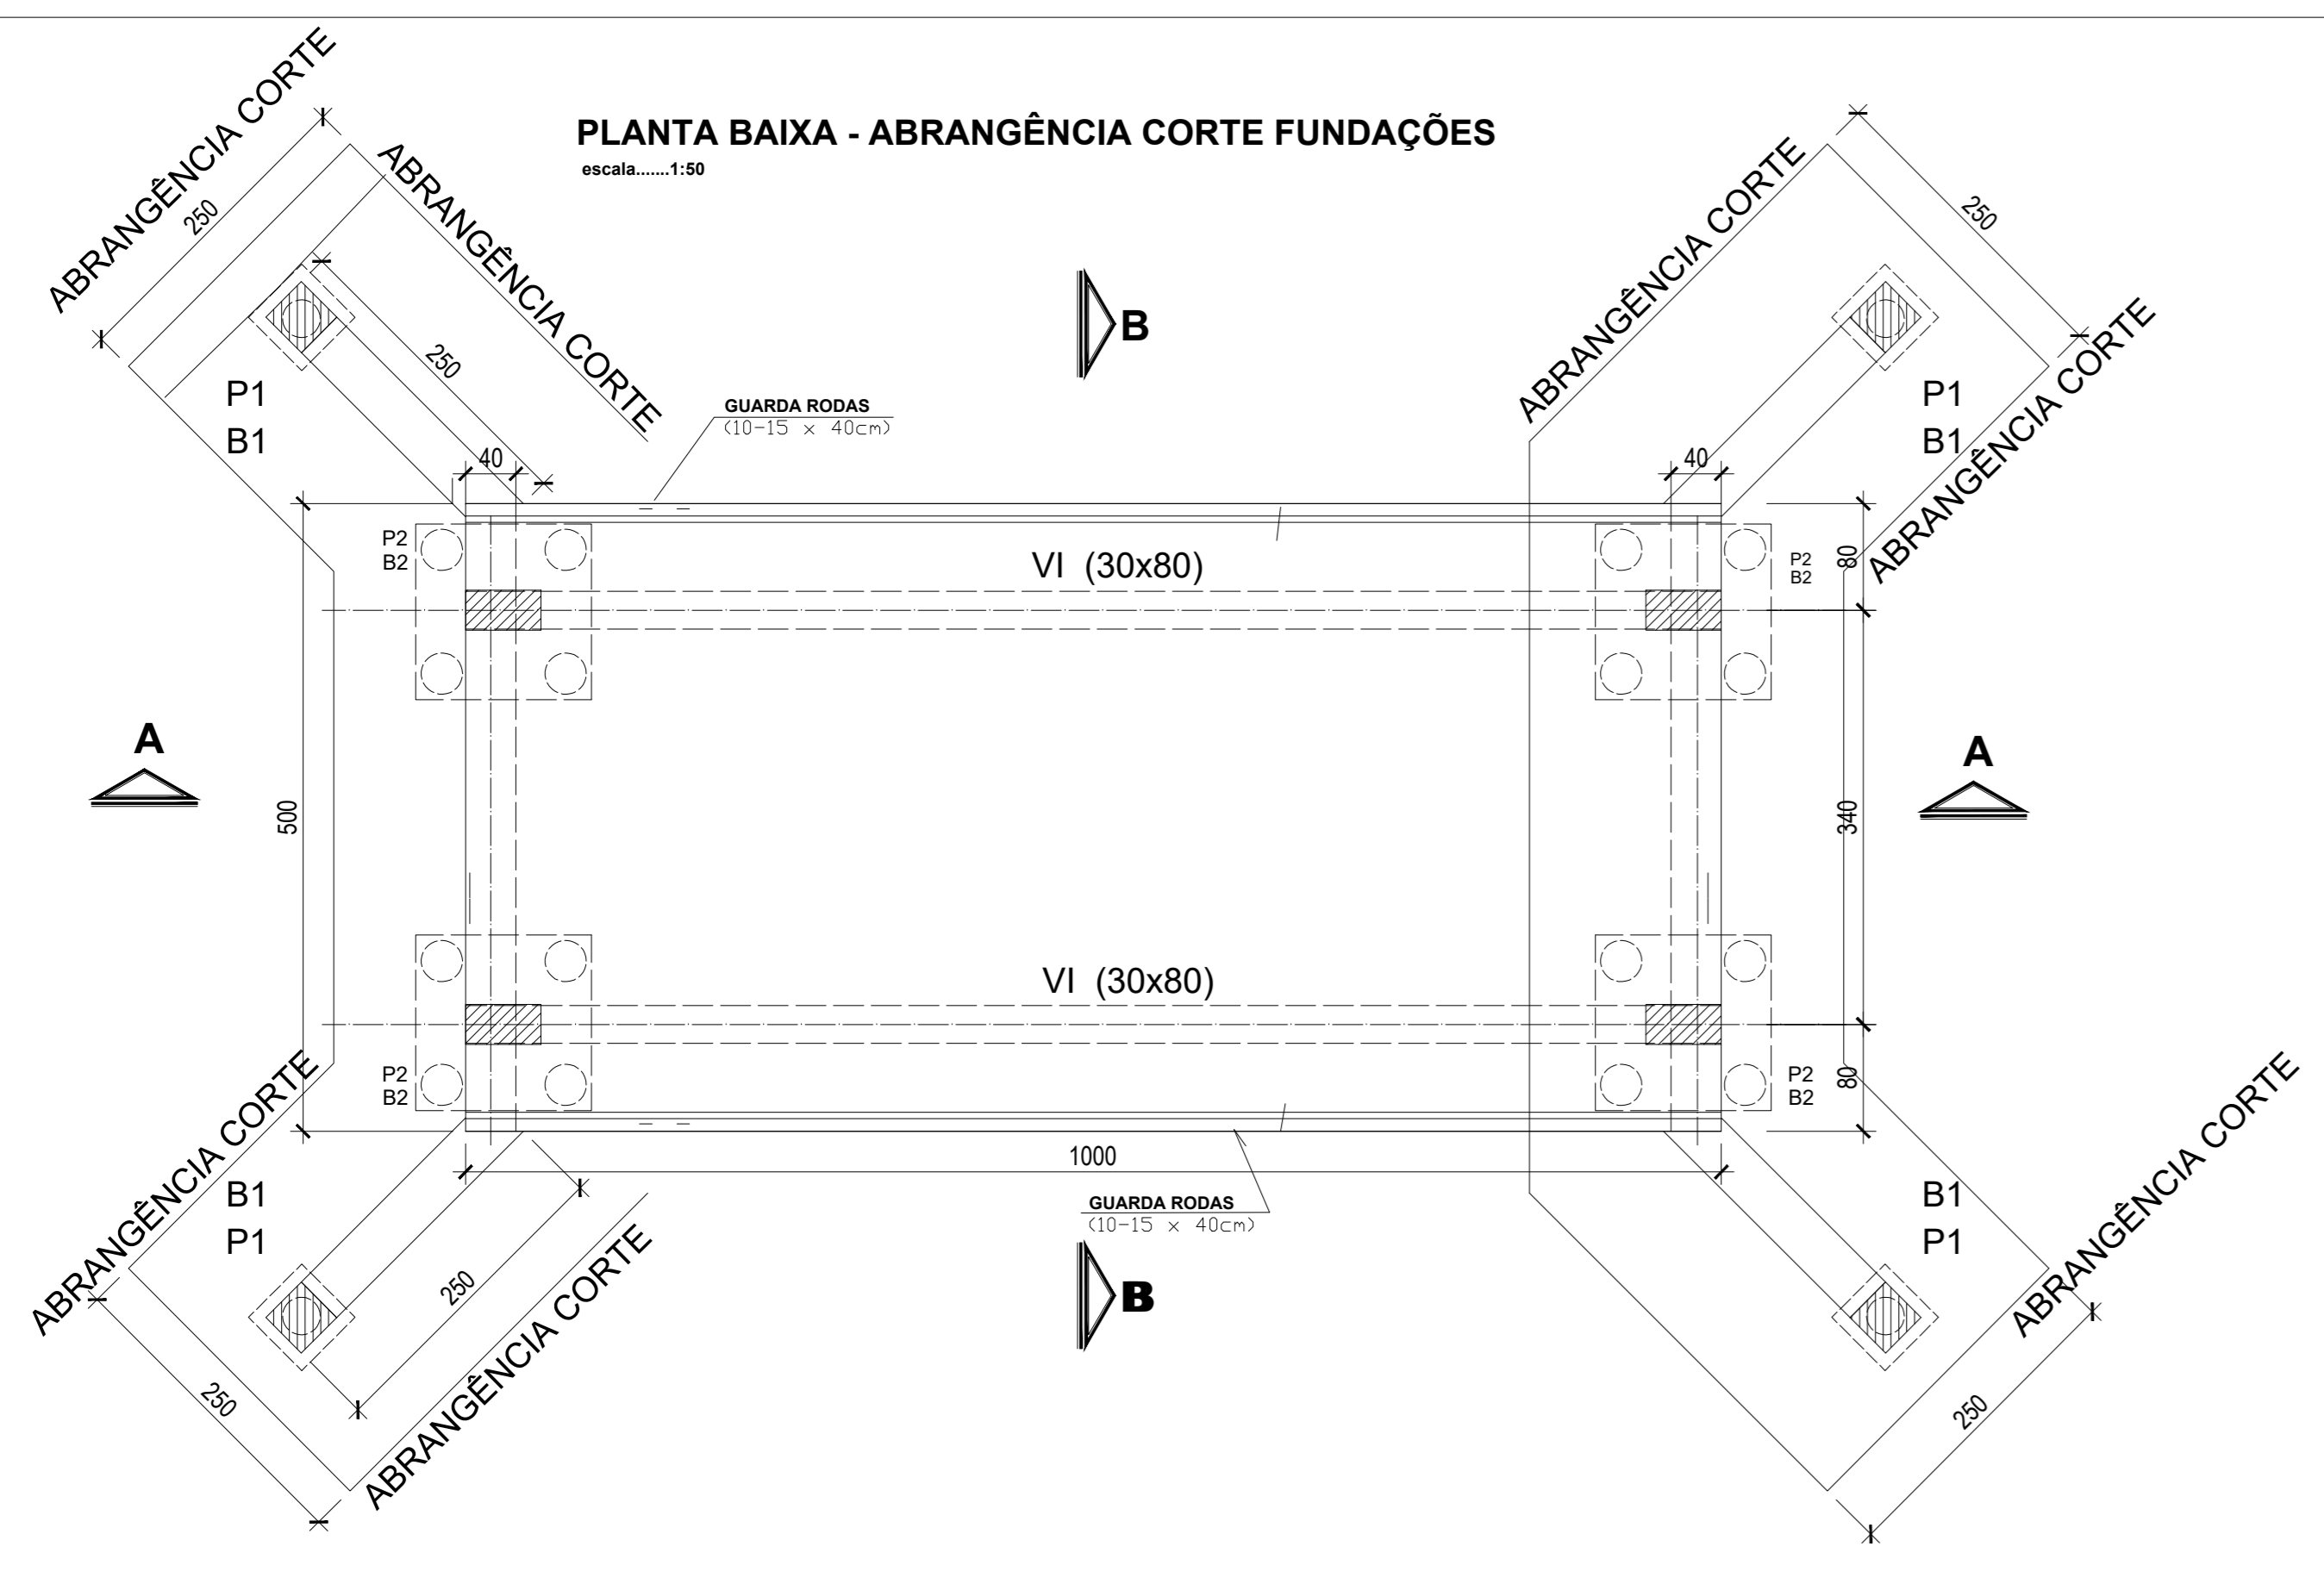 PLANTA BAIXA - ABRANGÊNCIA CORTE FUNDAÇÕES
escala.......1:50
ABRANGÊNCIA CORTE
250
ABRANGÊNCIA CORTE
250
ABRANGÊNCIA CORTE
250
ABRANGÊNCIA CORTE
B
P1
B1
P1
B1
GUARDA RODAS
(10-15 x 40cm)
40
40
P2
B2
VI (30x80)
P2
B2
80
A
A
500
340
VI (30x80)
P2
B2
P2
B2
80
1000
ABRANGÊNCIA CORTE
B1
P1
GUARDA RODAS
(10-15 x 40cm)
B1
P1
ABRANGÊNCIA CORTE
250
B
250
ABRANGÊNCIA CORTE
250